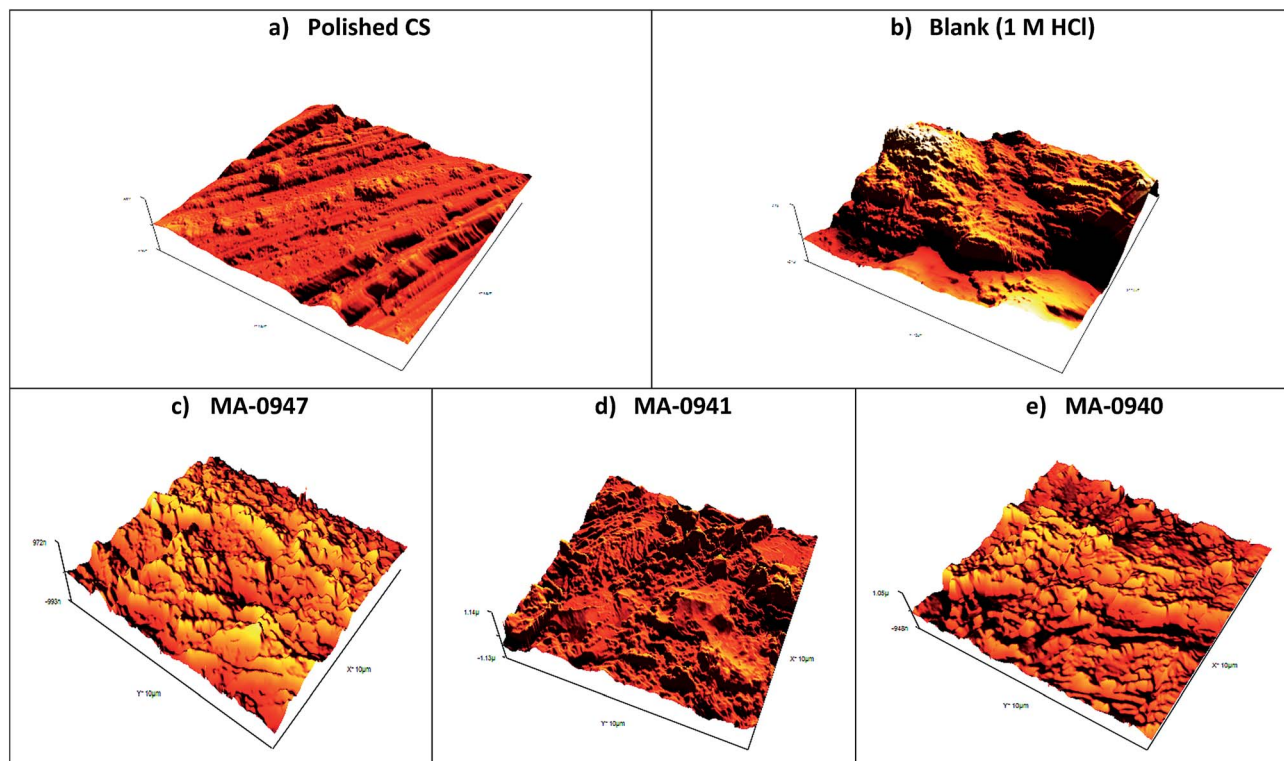 a) Polished CS
b) Blank (1 M HCl)
c) MA-0947
d) MA-0941
e) MA-0940
972n
-993n
Y~ 10µm
X~ 10µm
1.14µ
-1.13µ
Y~ 10µm
X~ 10µm
1.05µ
-948n
Y~ 10µm
X~ 10µm